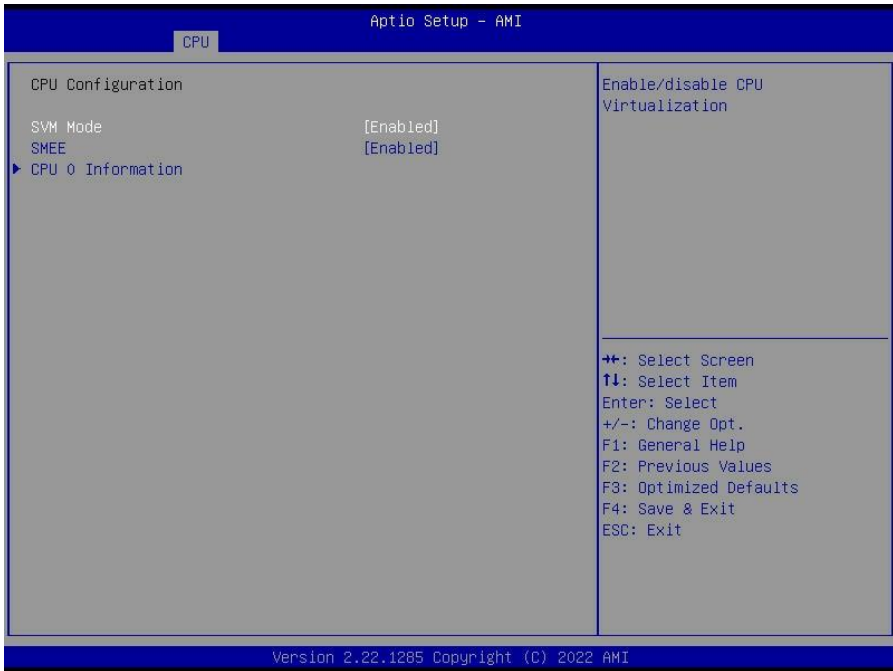 Aptio Setup – AMI
CPU
CPU Configuration
SVM Mode [Enabled]
SMEE [Enabled]
CPU 0 Information
Enable/disable CPU
Virtualization
→←: Select Screen
↑↓: Select Item
Enter: Select
+/-: Change Opt.
F1: General Help
F2: Previous Values
F3: Optimized Defaults
F4: Save & Exit
ESC: Exit
Version 2.22.1285 Copyright (C) 2022 AMI